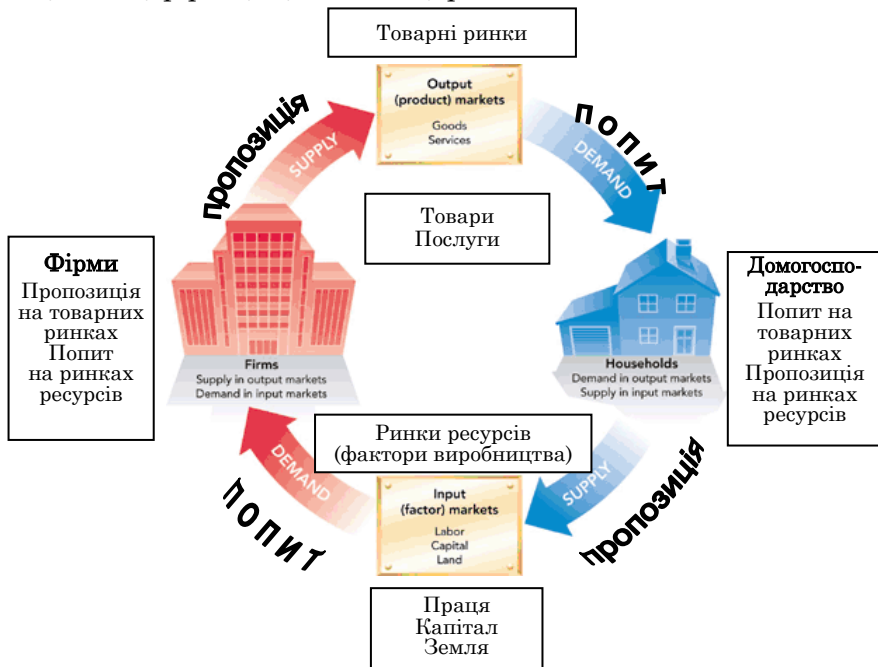 Товарні ринки
Output
(product) markets
Goods
Services
пропозиція
SUPPLY
ПОПИТ
DEMAND
Товари
Послуги
Фірми
Пропозиція
на товарних
ринках
Попит
на ринках
ресурсів
Firms
Supply in output markets
Demand in input markets
Households
Demand in output markets
Supply in input markets
Домогоспо-
дарство
Попит на
товарних
ринках
Пропозиція
на ринках
ресурсів
Ринки ресурсів
(фактори виробництва)
DEMAND
ПОПИТ
Input
(factor) markets
Labor
Capital
Land
SUPPLY
пропозиція
Праця
Капітал
Земля